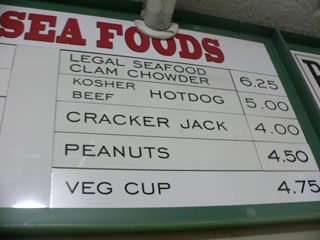 SEA FOODS
LEGAL SEAFOOD
CLAM CHOWDER 6.25
KOSHER
BEEF HOTDOG 5.00
CRACKER JACK 4.00
PEANUTS 4.50
VEG CUP 4.75